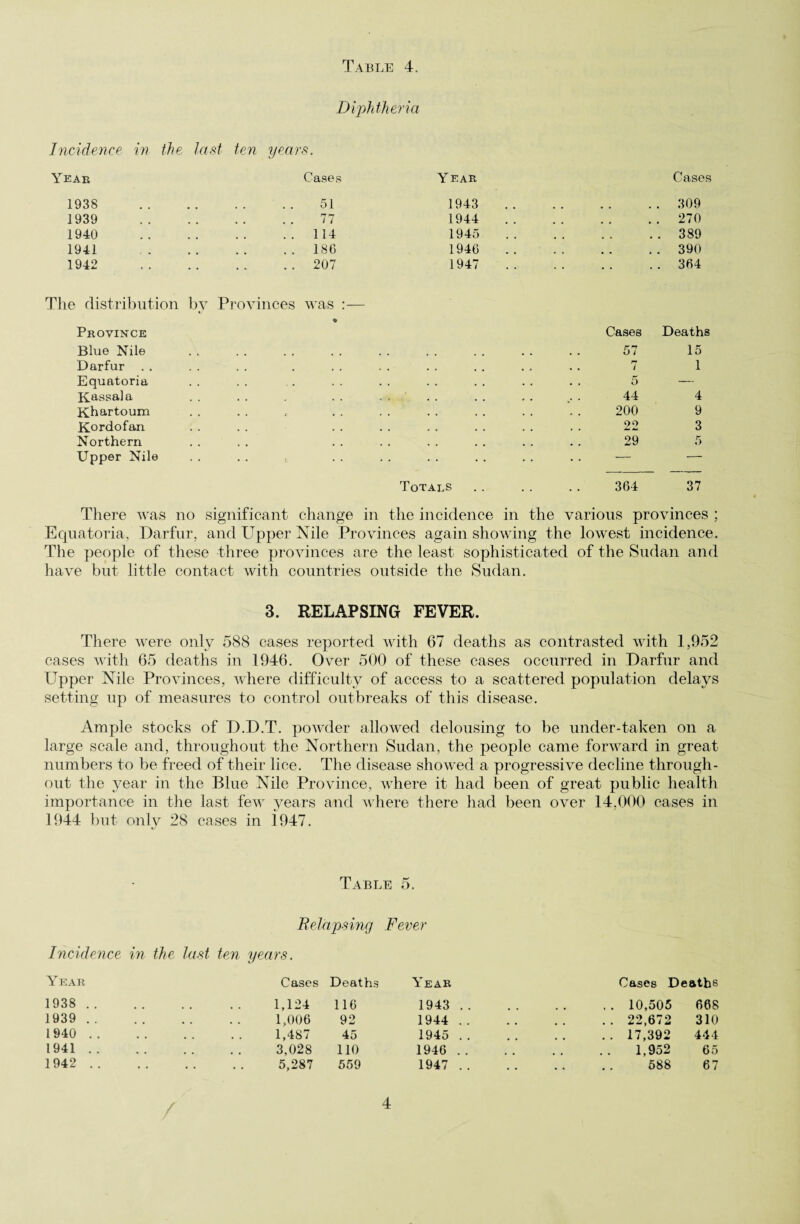 TABLE 4.
Diphtheria
Incidence in the last ten years.
YEAR Cases YEAR Cases
1938 .. .. .. .. 51 1943 .. .. .. .. 309
1939 .. .. .. .. 77 1944 .. .. .. .. 270
1940 .. .. .. .. 114 1945 .. .. .. .. 389
1941 .. .. .. .. 186 1946 .. .. .. .. 390
1942 .. .. .. .. 207 1947 .. .. .. .. 364
The distribution by Provinces was :—
PROVINCE Cases Deaths
Blue Nile .. .. .. .. .. .. .. .. .. 57 15
Darfur .. .. .. .. .. .. .. .. .. .. 7 1
Equatoria .. .. .. .. .. .. .. .. .. 5 —
Kassala .. .. .. .. .. .. .. .. .. 44 4
Khartoum .. .. .. .. .. .. .. .. .. 200 9
Kordofan .. .. .. .. .. .. .. .. .. 22 3
Northern .. .. .. .. .. .. .. .. .. 29 5
Upper Nile .. .. .. .. .. .. .. .. .. — —
TOTALS .. .. .. 364 37
There was no significant change in the incidence in the various provinces ;
Equatoria, Darfur, and Upper Nile Provinces again showing the lowest incidence.
The people of these three provinces are the least sophisticated of the Sudan and
have but little contact with countries outside the Sudan.
3. RELAPSING FEVER.
There were only 588 cases reported with 67 deaths as contrasted with 1,952
cases with 65 deaths in 1946. Over 500 of these cases occurred in Darfur and
Upper Nile Provinces, where difficulty of access to a scattered population delays
setting up of measures to control outbreaks of this disease.
Ample stocks of D.D.T. powder allowed delousing to be under-taken on a
large scale and, throughout the Northern Sudan, the people came forward in great
numbers to be freed of their lice. The disease showed a progressive decline through-
out the year in the Blue Nile Province, where it had been of great public health
importance in the last few years and where there had been over 14,000 cases in
1944 but only 28 cases in 1947.
TABLE 5.
Relapsing Fever
Incidence in the last ten years.
YEAR Cases Deaths YEAR Cases Deaths
1938 .. .. .. .. 1,124 116 1943 .. .. .. .. 10,505 668
1939 .. .. .. .. 1,006 92 1944 .. .. .. .. 22,672 310
1940 .. .. .. .. 1,487 45 1945 .. .. .. .. 17,392 444
1941 .. .. .. .. 3,028 110 1946 .. .. .. .. 1,952 65
1942 .. .. .. .. 5,287 559 1947 .. .. .. .. 588 67
4